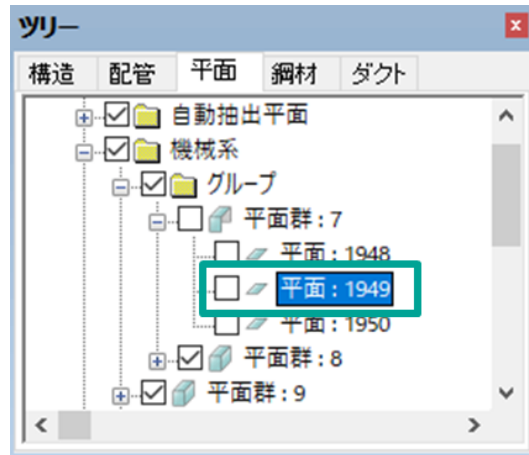 ツリー
構造 配管 平面 鋼材 ダクト
自動抽出平面
機械系
グループ
平面群：7
平面：1948
平面：1949
平面：1950
平面群：8
平面群：9